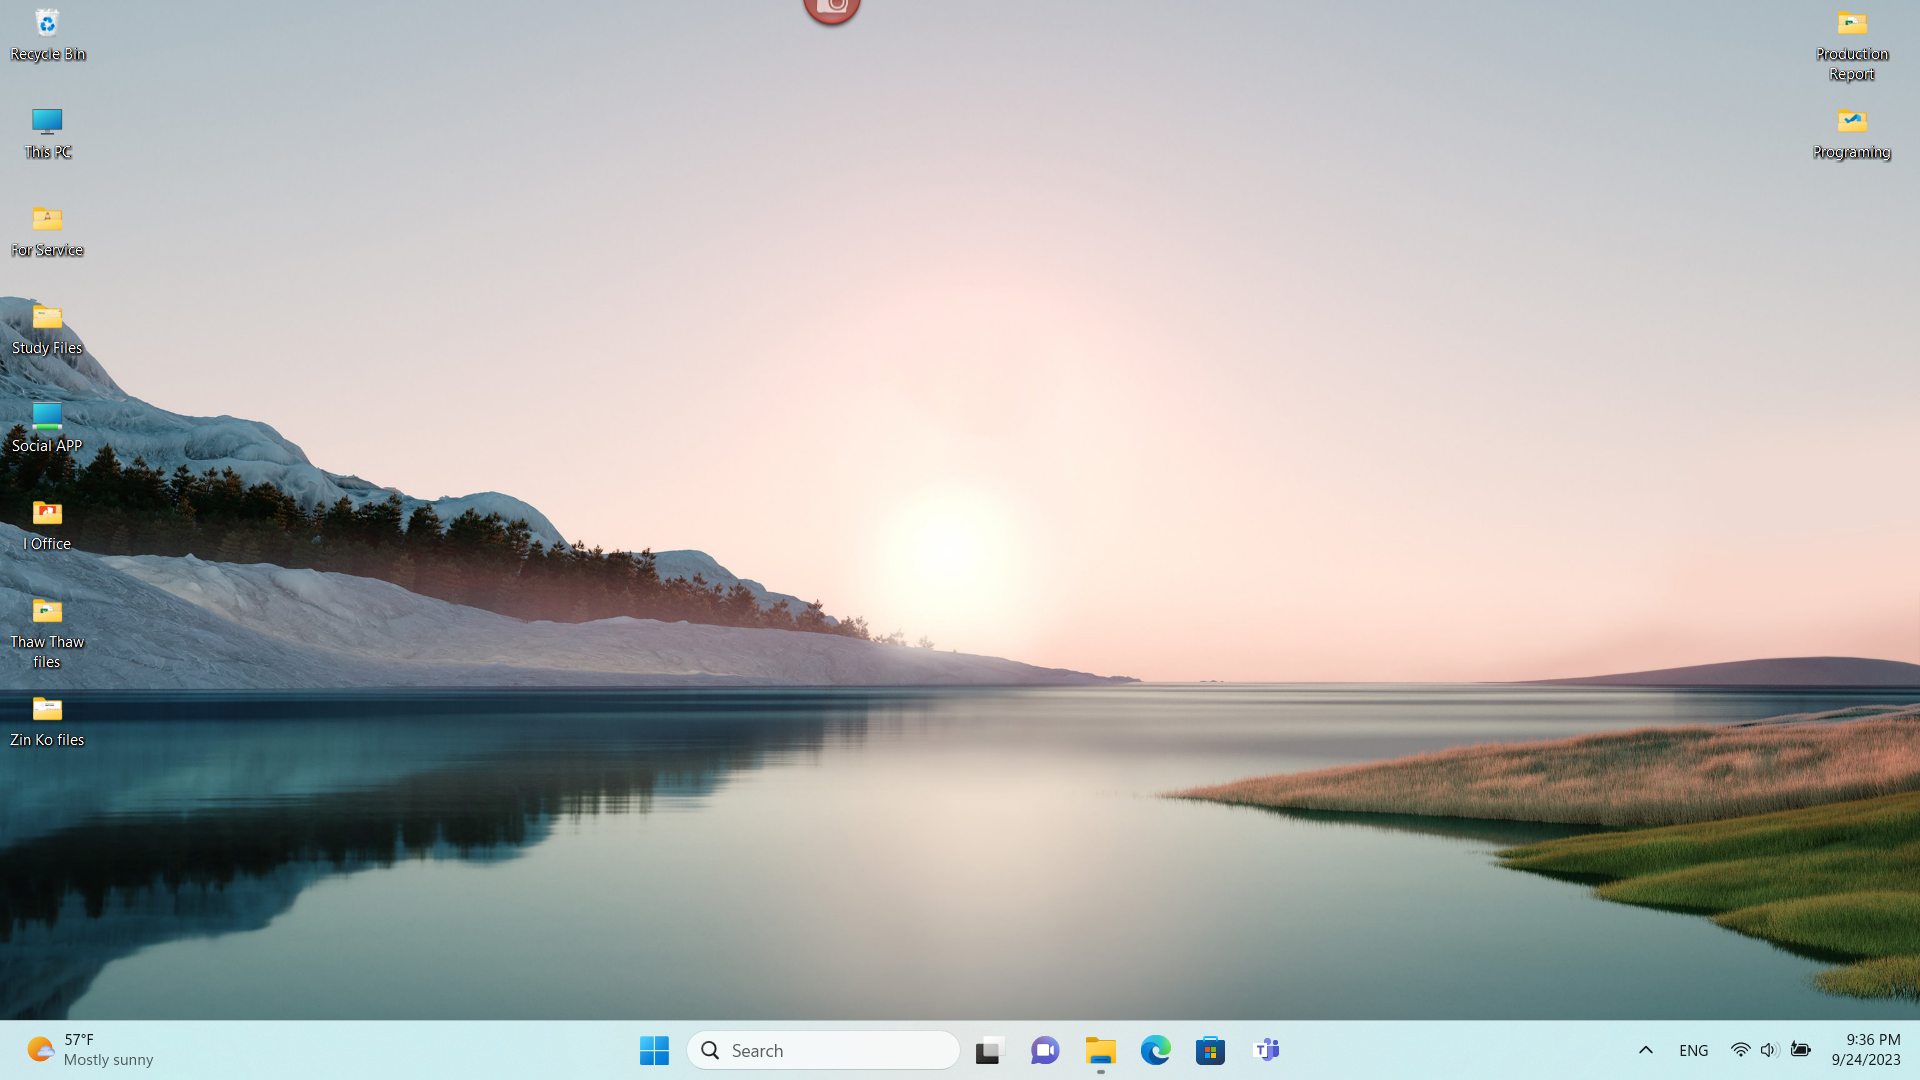 Recycle Bin
This PC
For Service
Study Files
Social APP
I Office
Thaw Thaw
files
Zin Ko files
Production
Report
Programing
57°F
Mostly sunny
Search
T
ENG
9:36 PM
9/24/2023